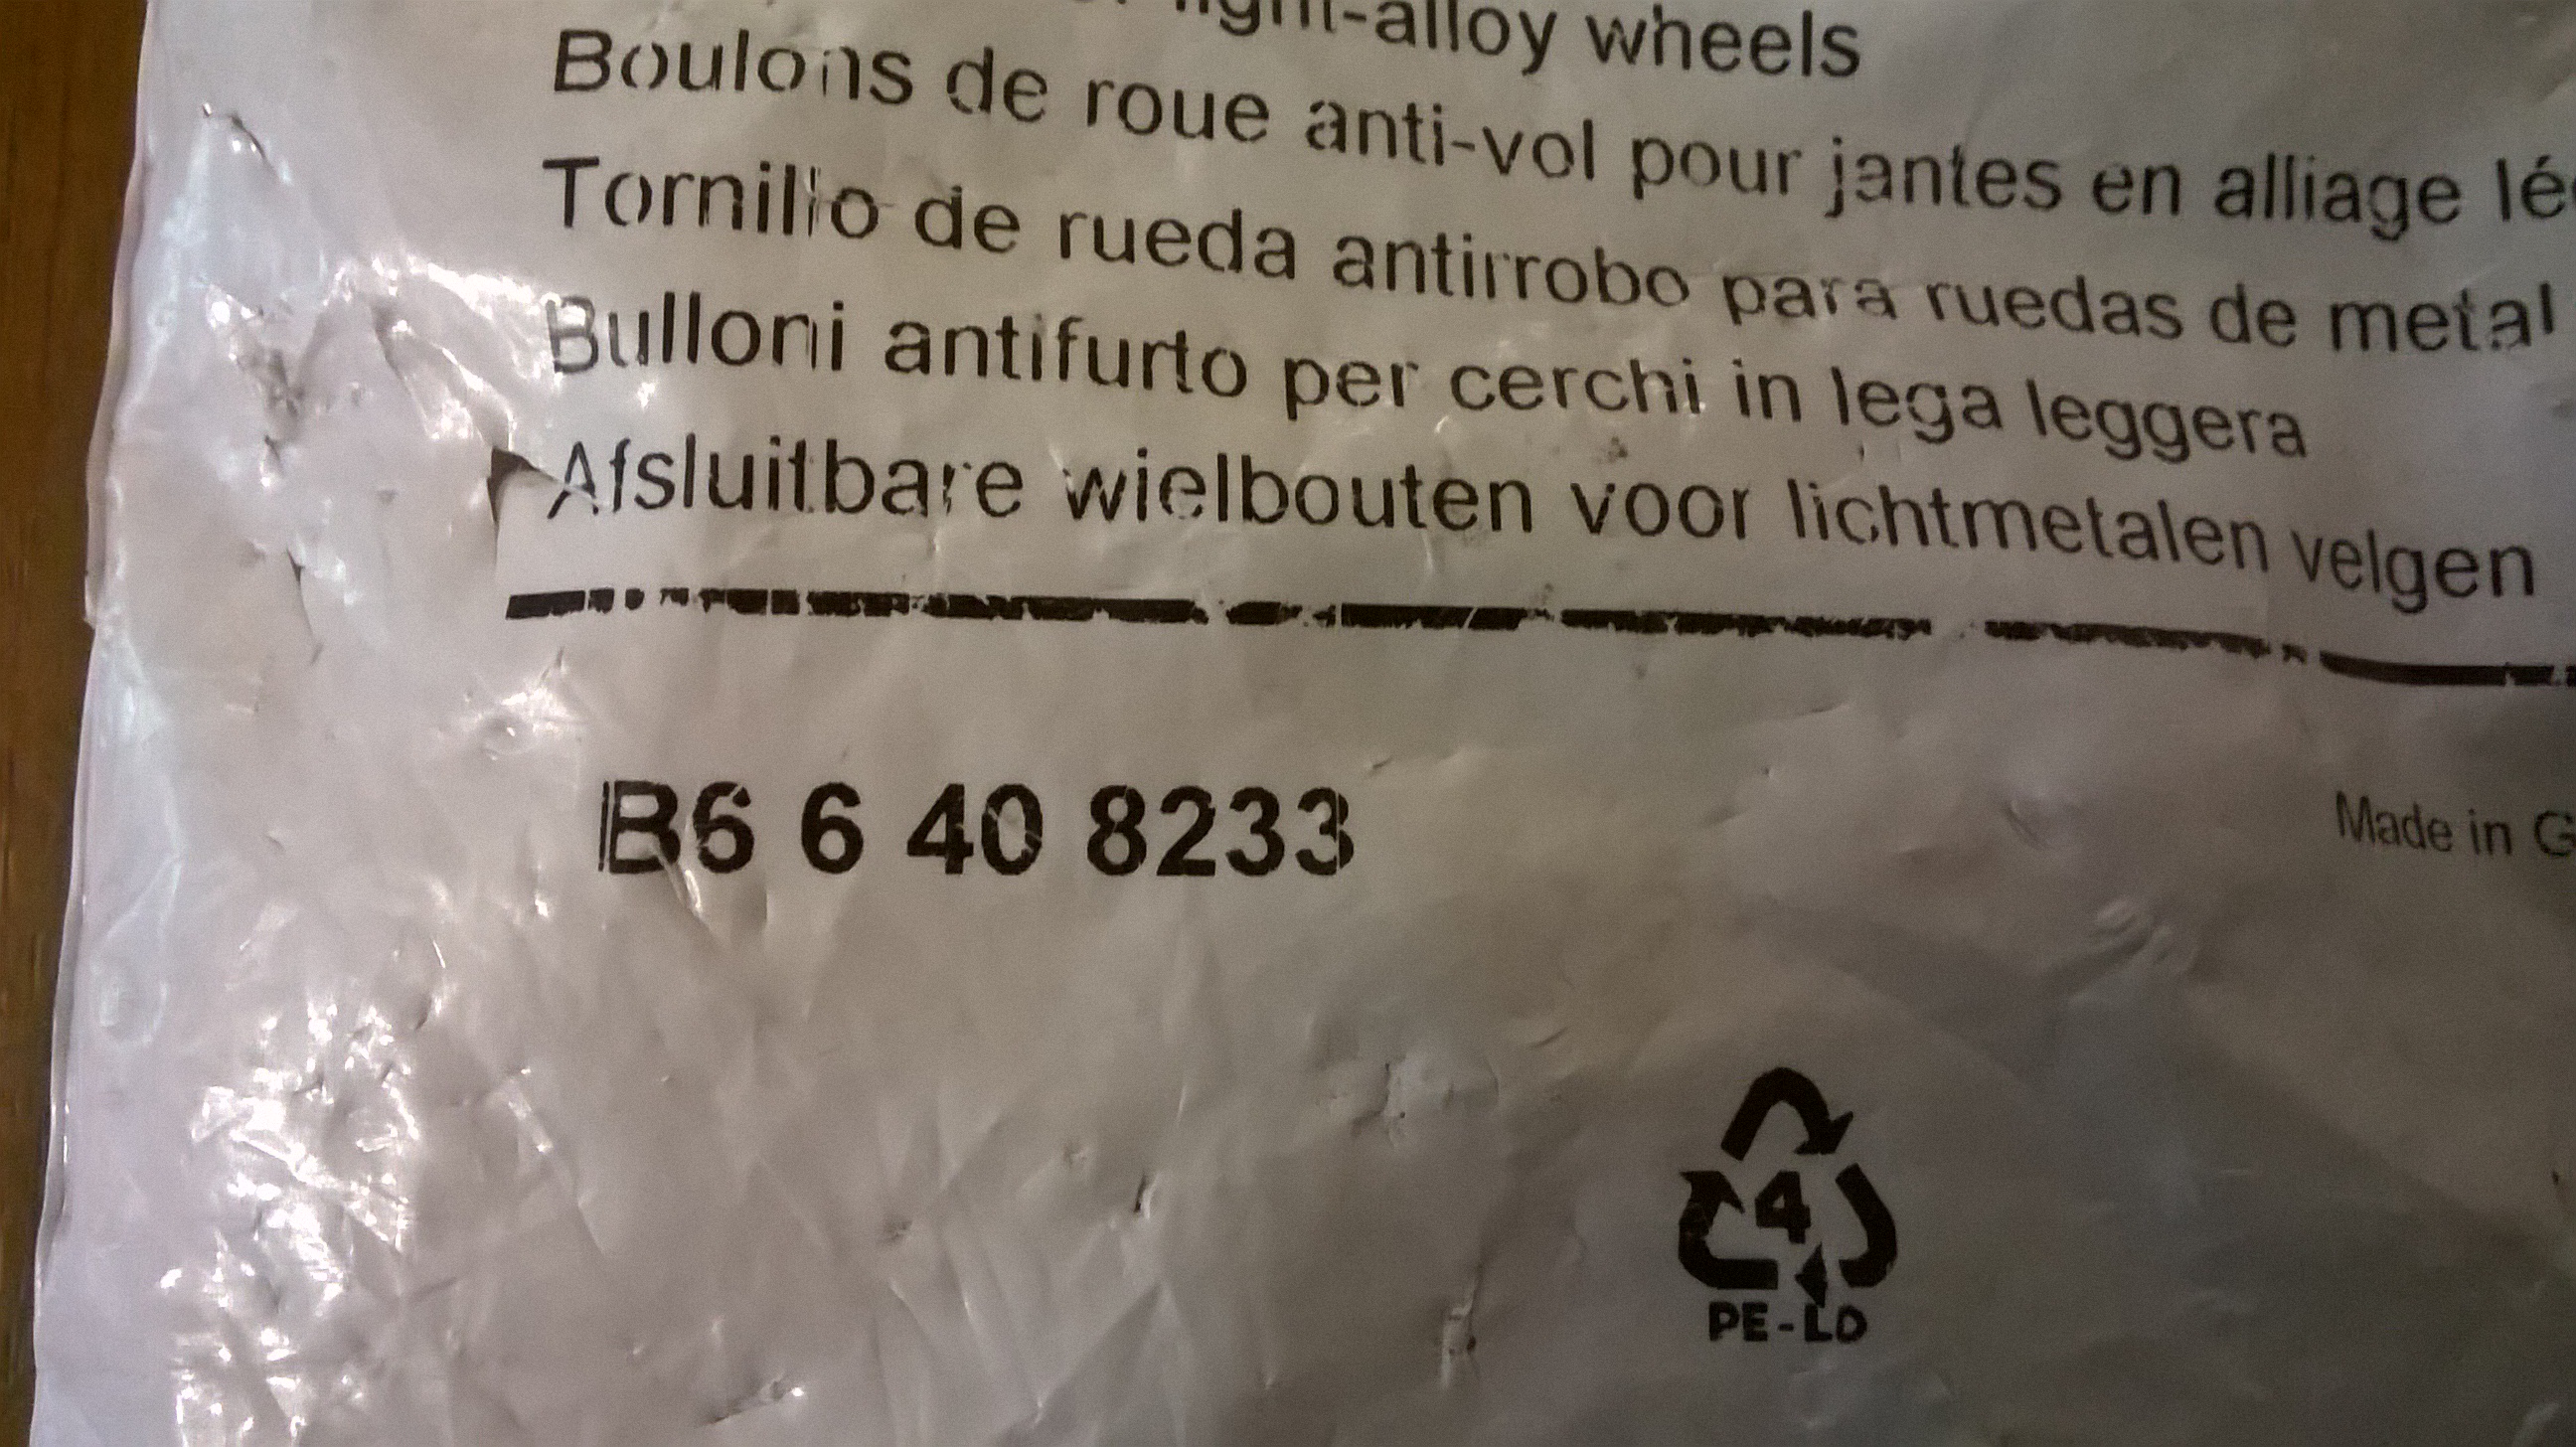 light-alloy wheels
Boulons de roue anti-vol pour jantes en alliage lé
Tornillo de rueda antirrobo para ruedas de metal
Bulloni antifurto per cerchi in lega leggera
Afsluitbare wielbouten voor lichtmetalen velgen
B6 6 40 8233
Made in G
4
PE-LD